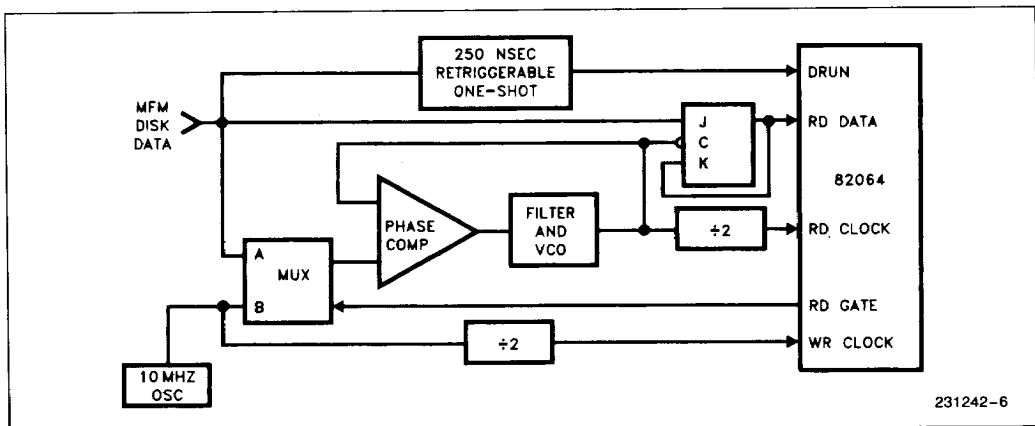 250 NSEC
RETRIGGERABLE
ONE-SHOT
DRUN
MFM
DISK
DATA
J
C
K
RD DATA
82064
PHASE
COMP
FILTER
AND
VCO
÷2
RD CLOCK
A
MUX
B
RD GATE
÷2
WR CLOCK
10 MHZ
OSC
231242-6